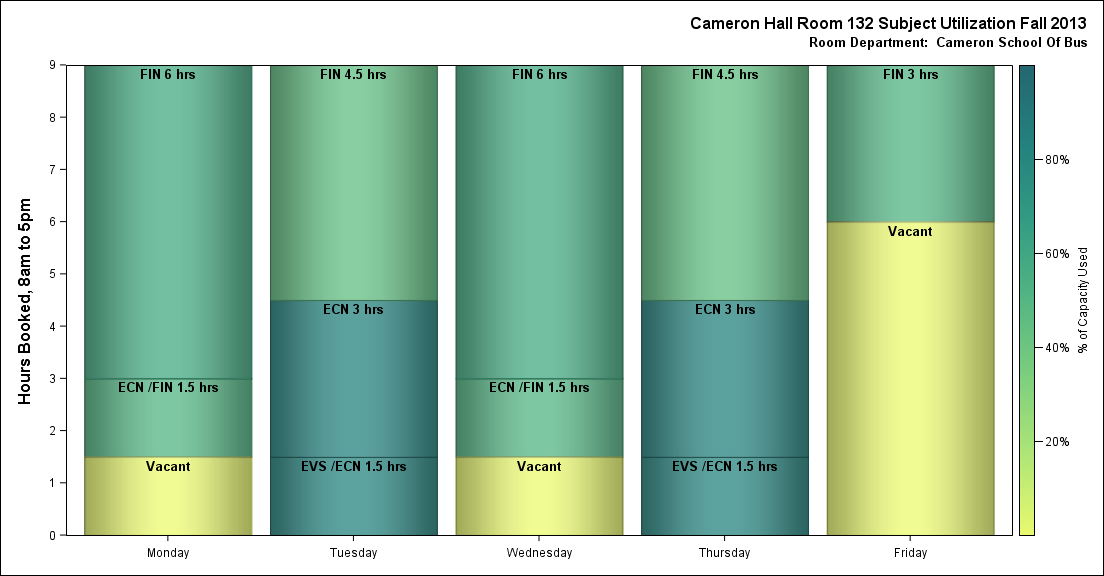 Cameron Hall Room 132 Subject Utilization Fall 2013
Room Department:  Cameron School Of Bus
Hours Booked, 8am to 5pm
9
8
7
6
5
4
3
2
1
0
FIN 6 hrs
ECN /FIN 1.5 hrs
Vacant
FIN 4.5 hrs
ECN 3 hrs
EVS /ECN 1.5 hrs
FIN 6 hrs
ECN /FIN 1.5 hrs
Vacant
FIN 4.5 hrs
ECN 3 hrs
EVS /ECN 1.5 hrs
FIN 3 hrs
Vacant
Monday
Tuesday
Wednesday
Thursday
Friday
80%
60%
40%
20%
% of Capacity Used